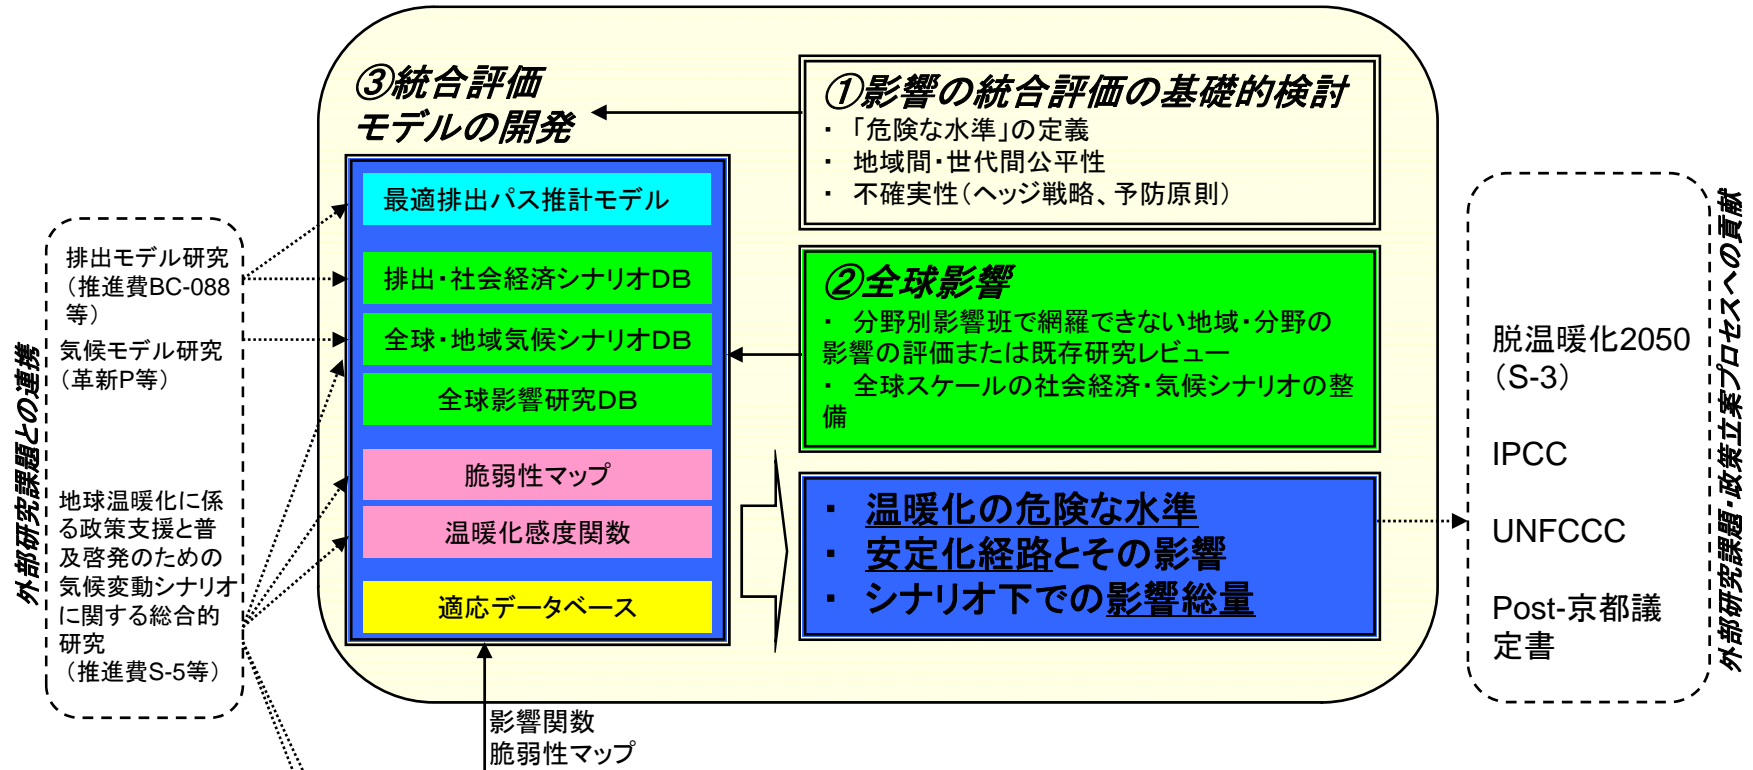 ③統合評価
モデルの開発
最適排出パス推計モデル
排出・社会経済シナリオDB
全球・地域気候シナリオDB
全球影響研究DB
脆弱性マップ
温暖化感度関数
適応データベース
①影響の統合評価の基礎的検討
・ 「危険な水準」の定義
・ 地域間・世代間公平性
・ 不確実性（ヘッジ戦略、予防原則）
②全球影響
・ 分野別影響班で網羅できない地域・分野の
影響の評価または既存研究レビュー
・ 全球スケールの社会経済・気候シナリオの整
備
・ 温暖化の危険な水準
・ 安定化経路とその影響
・ シナリオ下での影響総量
外部研究課題との連携
排出モデル研究
（推進費BC-088
等）
気候モデル研究
（革新P等）
地球温暖化に係
る政策支援と普
及啓発のための
気候変動シナリオ
に関する総合的
研究
（推進費S-5等）
影響関数
脆弱性マップ
脱温暖化2050
（S-3）
IPCC
UNFCCC
Post-京都議
定書
外部研究課題・政策立案プロセスへの貢献